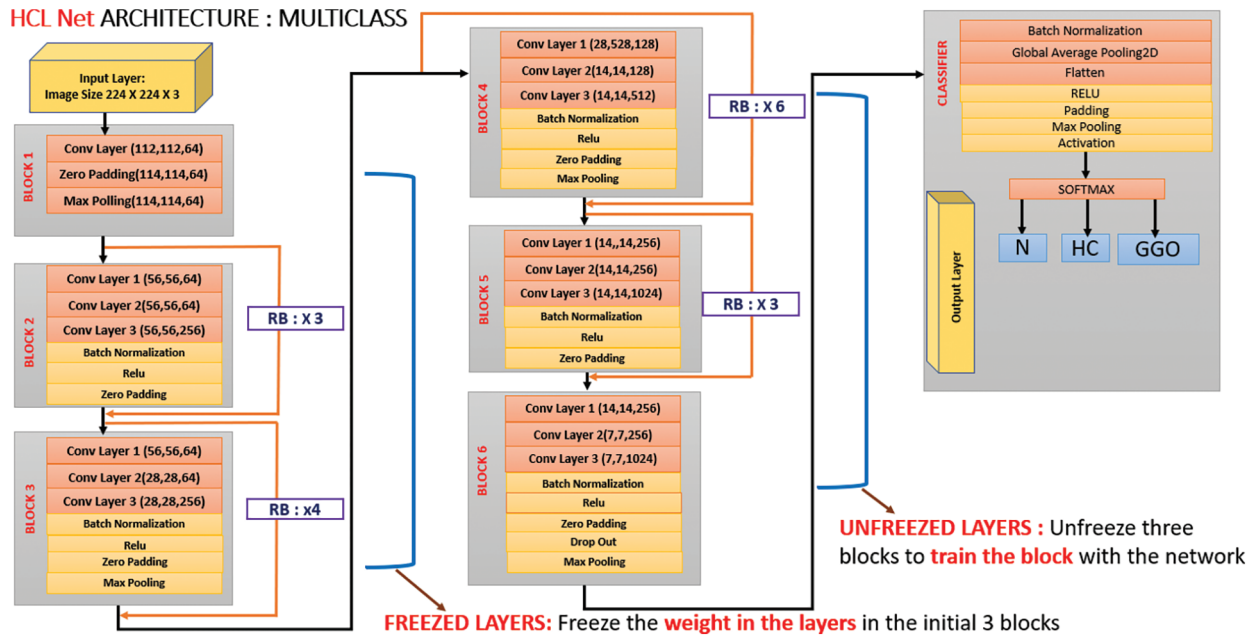 HCL Net ARCHITECTURE : MULTICLASS
Input Layer:
Image Size 224 X 224 X 3
BLOCK 1
Conv Layer (112,112,64)
Zero Padding(114,114,64)
Max Polling(114,114,64)
BLOCK 2
Conv Layer 1 (56,56,64)
Conv Layer 2(56,56,64)
Conv Layer 3 (56,56,256)
Batch Normalization
Relu
Zero Padding
RB : X 3
BLOCK 3
Conv Layer 1 (56,56,64)
Conv Layer 2(28,28,64)
Conv Layer 3 (28,28,256)
Batch Normalization
Relu
Zero Padding
Max Pooling
RB : x4
FREEZED LAYERS: Freeze the weight in the layers in the initial 3 blocks
BLOCK 4
Conv Layer 1 (28,528,128)
Conv Layer 2(14,14,128)
Conv Layer 3 (14,14,512)
Batch Normalization
Relu
Zero Padding
Max Pooling
RB : X 6
BLOCK 5
Conv Layer 1 (14,,14,256)
Conv Layer 2(14,14,256)
Conv Layer 3 (14,14,1024)
Batch Normalization
Relu
Zero Padding
RB : X 3
BLOCK 6
Conv Layer 1 (14,14,256)
Conv Layer 2(7,7,256)
Conv Layer 3 (7,7,1024)
Batch Normalization
Relu
Zero Padding
Drop Out
Max Pooling
UNFREEZED LAYERS : Unfreeze three
blocks to train the block with the network
CLASSIFIER
Batch Normalization
Global Average Pooling2D
Flatten
RELU
Padding
Max Pooling
Activation
SOFTMAX
N
HC
GGO
Output Layer